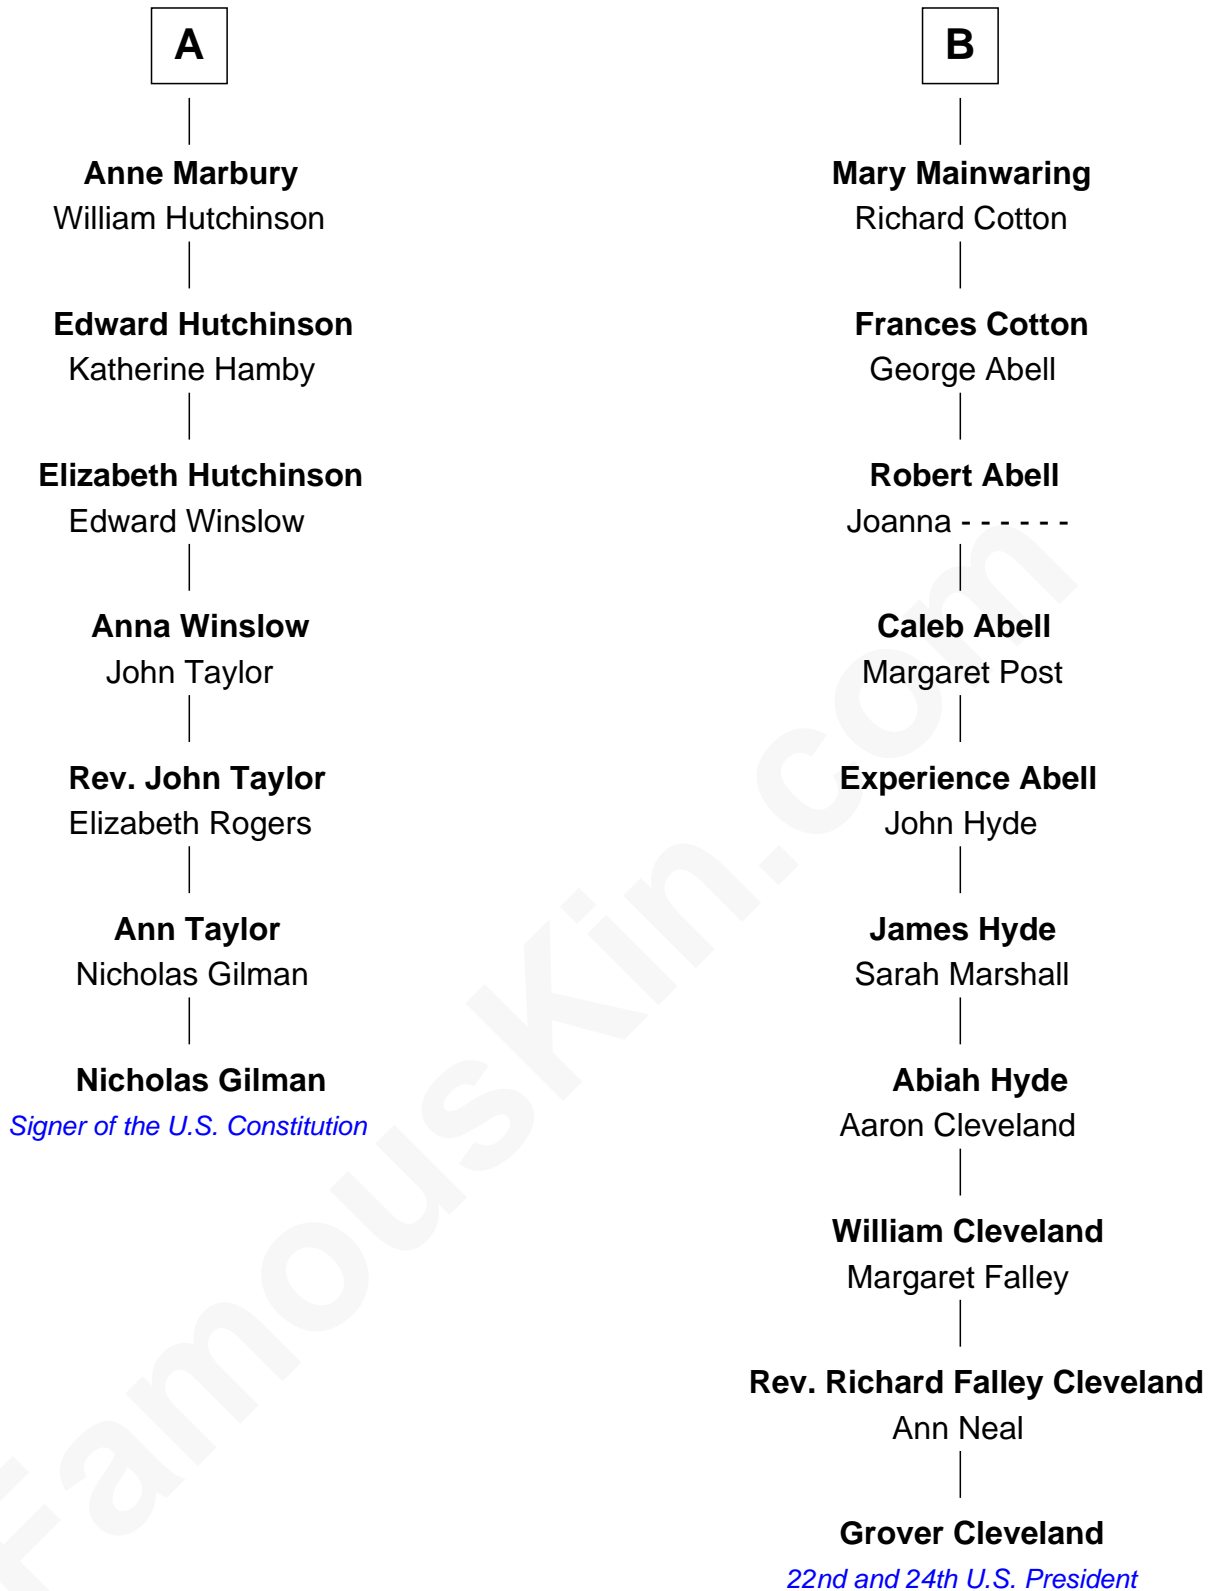 A
Anne Marbury
William Hutchinson
Edward Hutchinson
Katherine Hamby
Elizabeth Hutchinson
Edward Winslow
Anna Winslow
John Taylor
Rev. John Taylor
Elizabeth Rogers
Ann Taylor
Nicholas Gilman
Nicholas Gilman
Signer of the U.S. Constitution
B
Mary Mainwaring
Richard Cotton
Frances Cotton
George Abell
Robert Abell
Joanna - - - - - -
Caleb Abell
Margaret Post
Experience Abell
John Hyde
James Hyde
Sarah Marshall
Abiah Hyde
Aaron Cleveland
William Cleveland
Margaret Falley
Rev. Richard Falley Cleveland
Ann Neal
Grover Cleveland
22nd and 24th U.S. President
FamousKin.com